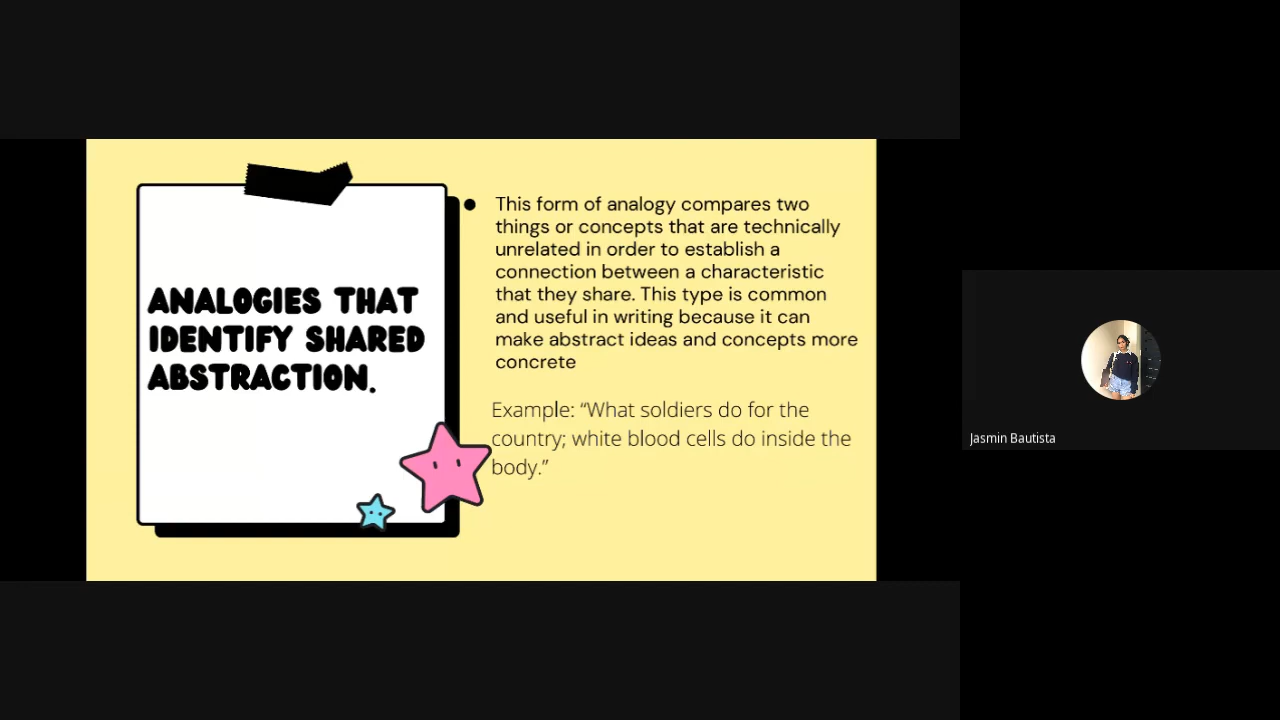 ANALOGIES THAT
IDENTIFY SHARED
ABSTRACTION.
● This form of analogy compares two
things or concepts that are technically
unrelated in order to establish a
connection between a characteristic
that they share. This type is common
and useful in writing because it can
make abstract ideas and concepts more
concrete
Example: “What soldiers do for the
country; white blood cells do inside the
body.”
Jasmin Bautista